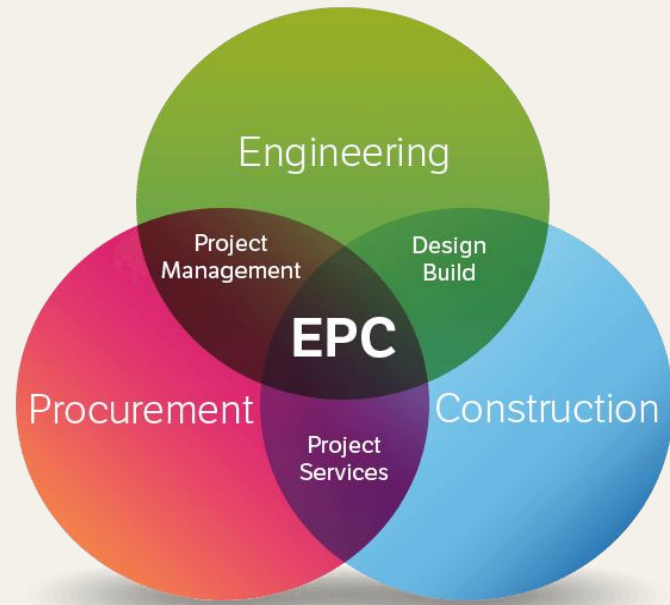 Engineering
Project
Management
Design
Build
EPC
Procurement
Construction
Project
Services